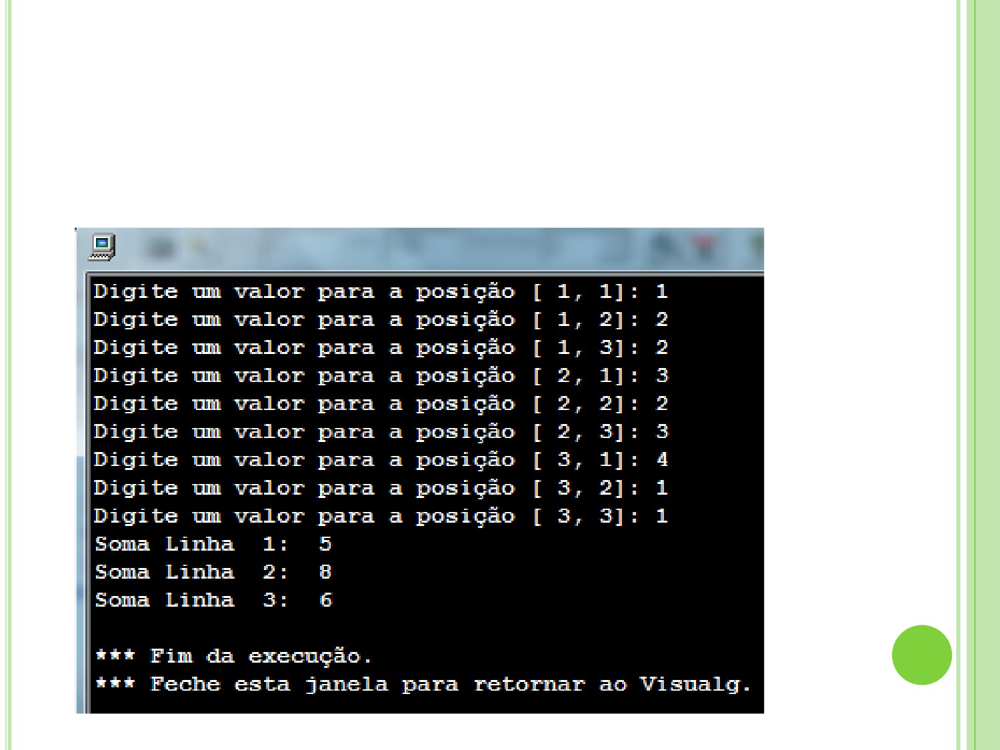 Digite um valor para a posição [ 1, 1]: 1
Digite um valor para a posição [ 1, 2]: 2
Digite um valor para a posição [ 1, 3]: 2
Digite um valor para a posição [ 2, 1]: 3
Digite um valor para a posição [ 2, 2]: 2
Digite um valor para a posição [ 2, 3]: 3
Digite um valor para a posição [ 3, 1]: 4
Digite um valor para a posição [ 3, 2]: 1
Digite um valor para a posição [ 3, 3]: 1
Soma Linha  1:  5
Soma Linha  2:  8
Soma Linha  3:  6
*** Fim da execução.
*** Feche esta janela para retornar ao Visualg.